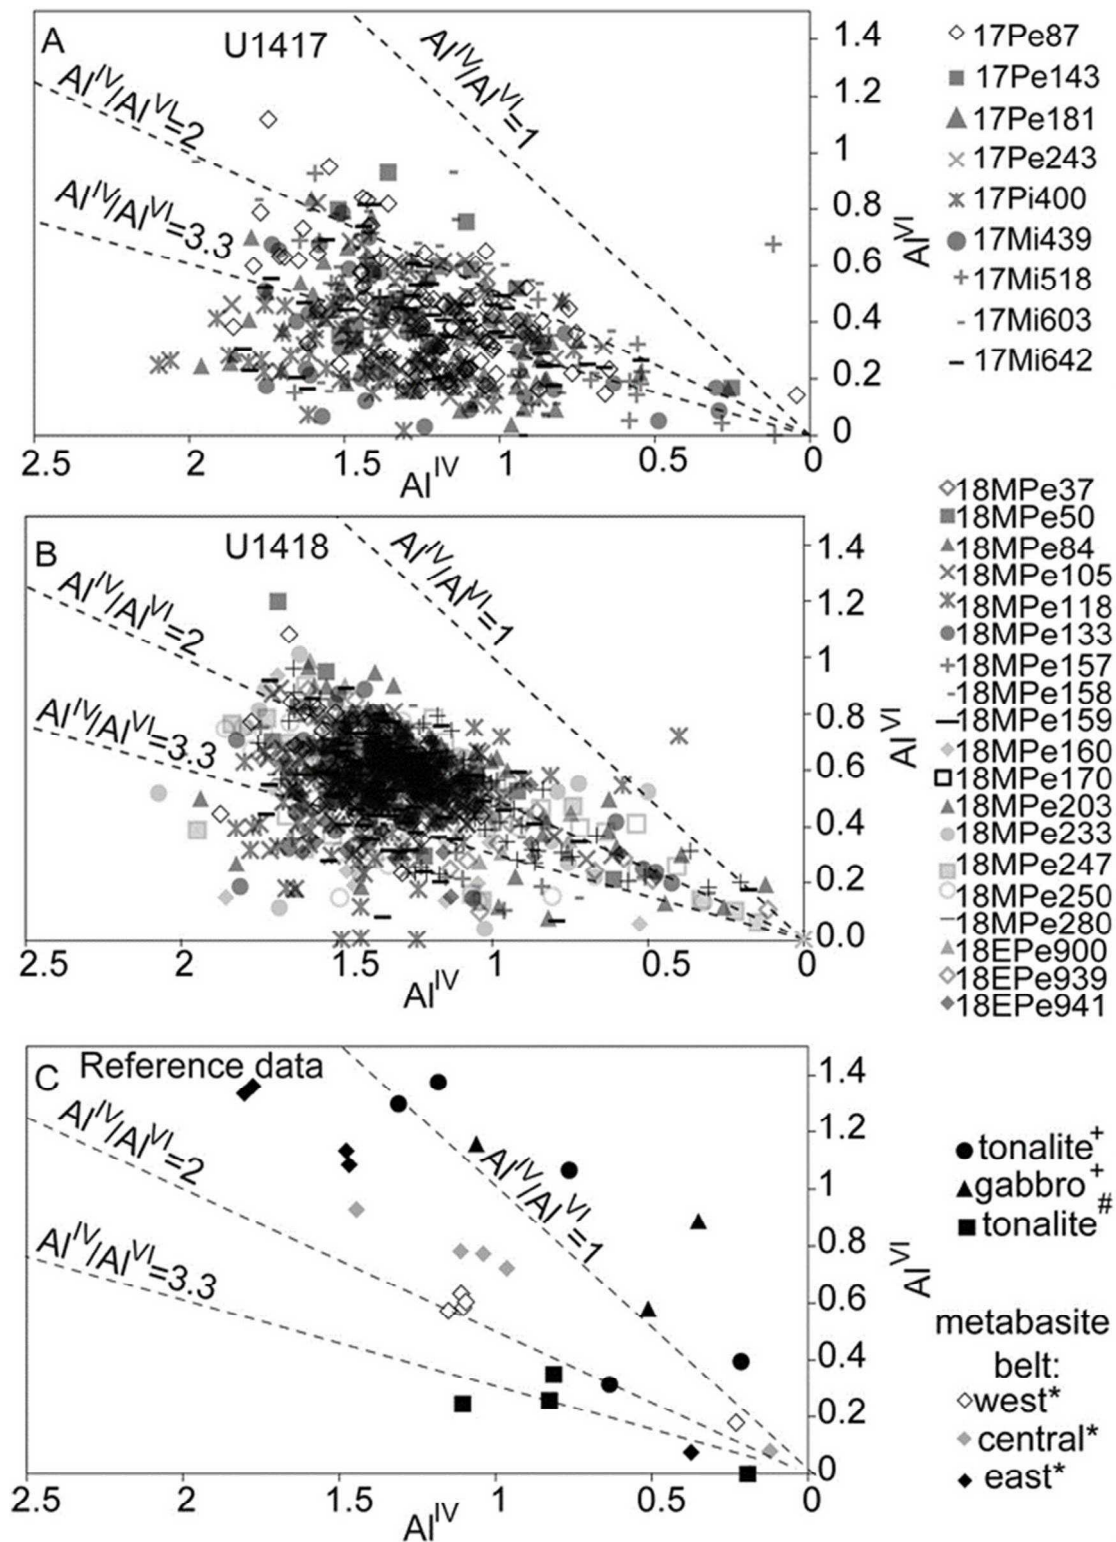 A
U1417
Al^IV/Al^VI=1
Al^IV/Al^VI=2
Al^IV/Al^VI=3.3
1.4
1.2
1
0.8
0.6
0.4
0.2
0
Al^VI
2.5 2 1.5 1 0.5 0
Al^IV
17Pe87
17Pe143
17Pe181
17Pe243
17Pi400
17Mi439
17Mi518
17Mi603
17Mi642
B
U1418
Al^IV/Al^VI=1
Al^IV/Al^VI=2
Al^IV/Al^VI=3.3
1.4
1.2
1
0.8
0.6
0.4
0.2
0.0
Al^VI
2.5 2 1.5 1 0.5 0
Al^IV
18MPe37
18MPe50
18MPe84
18MPe105
18MPe118
18MPe133
18MPe157
18MPe158
18MPe159
18MPe160
18MPe170
18MPe203
18MPe233
18MPe247
18MPe250
18MPe280
18EPe900
18EPe939
18EPe941
C
Reference data
Al^IV/Al^VI=1
Al^IV/Al^VI=2
Al^IV/Al^VI=3.3
1.4
1.2
1
0.8
0.6
0.4
0.2
0
Al^VI
2.5 2 1.5 1 0.5 0
Al^IV
tonalite+
gabbro+
tonalite#
metabasite
belt:
west*
central*
east*